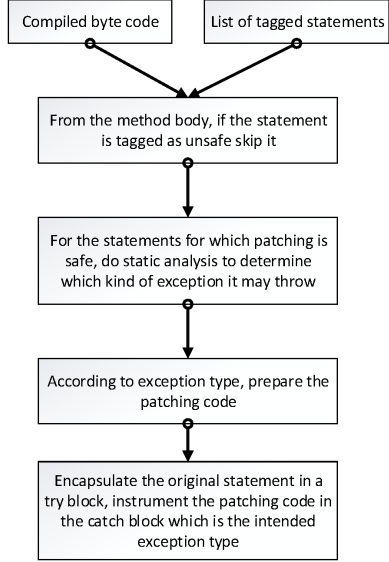 Compiled byte code
List of tagged statements
From the method body, if the statement
is tagged as unsafe skip it
For the statements for which patching is
safe, do static analysis to determine
which kind of exception it may throw
According to exception type, prepare the
patching code
Encapsulate the original statement in a
try block, instrument the patching code in
the catch block which is the intended
exception type